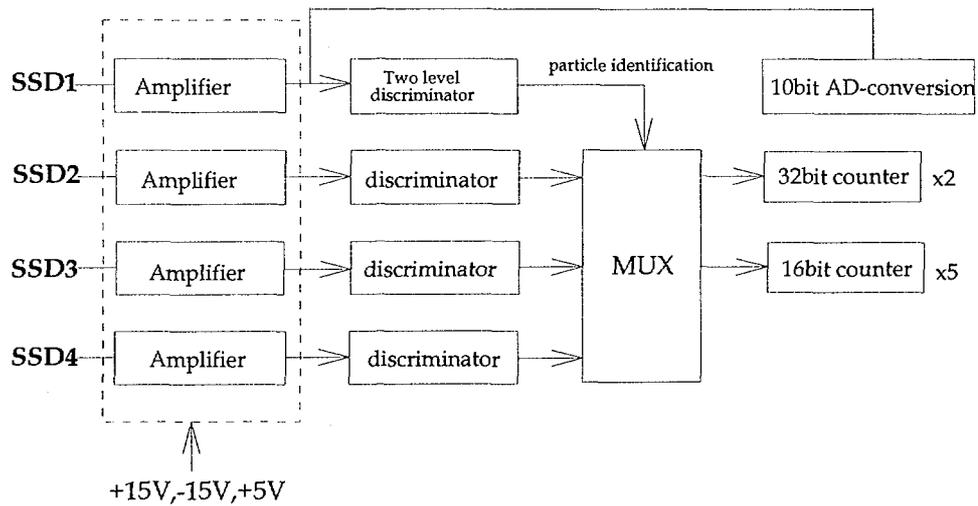 SSD1
Amplifier
Two level
discriminator
particle identification
10bit AD-conversion
SSD2
Amplifier
discriminator
32bit counter
x2
SSD3
Amplifier
discriminator
MUX
16bit counter
x5
SSD4
Amplifier
discriminator
+15V,-15V,+5V